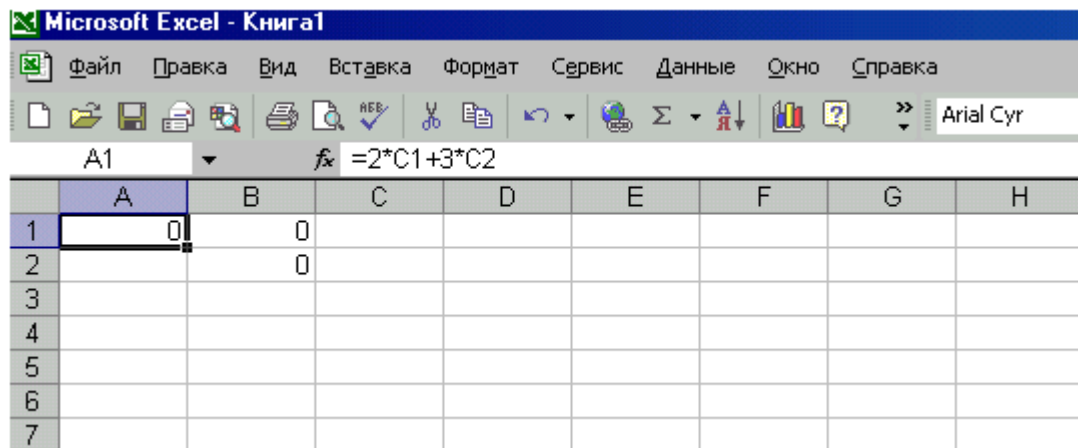 Microsoft Excel - Книга1
Файл Правка Вид Вставка Формат Сервис Данные Окно Справка
Arial Cyr
A1 fx =2*C1+3*C2
A B C D E F G H
1 0 0
2 0
3
4
5
6
7